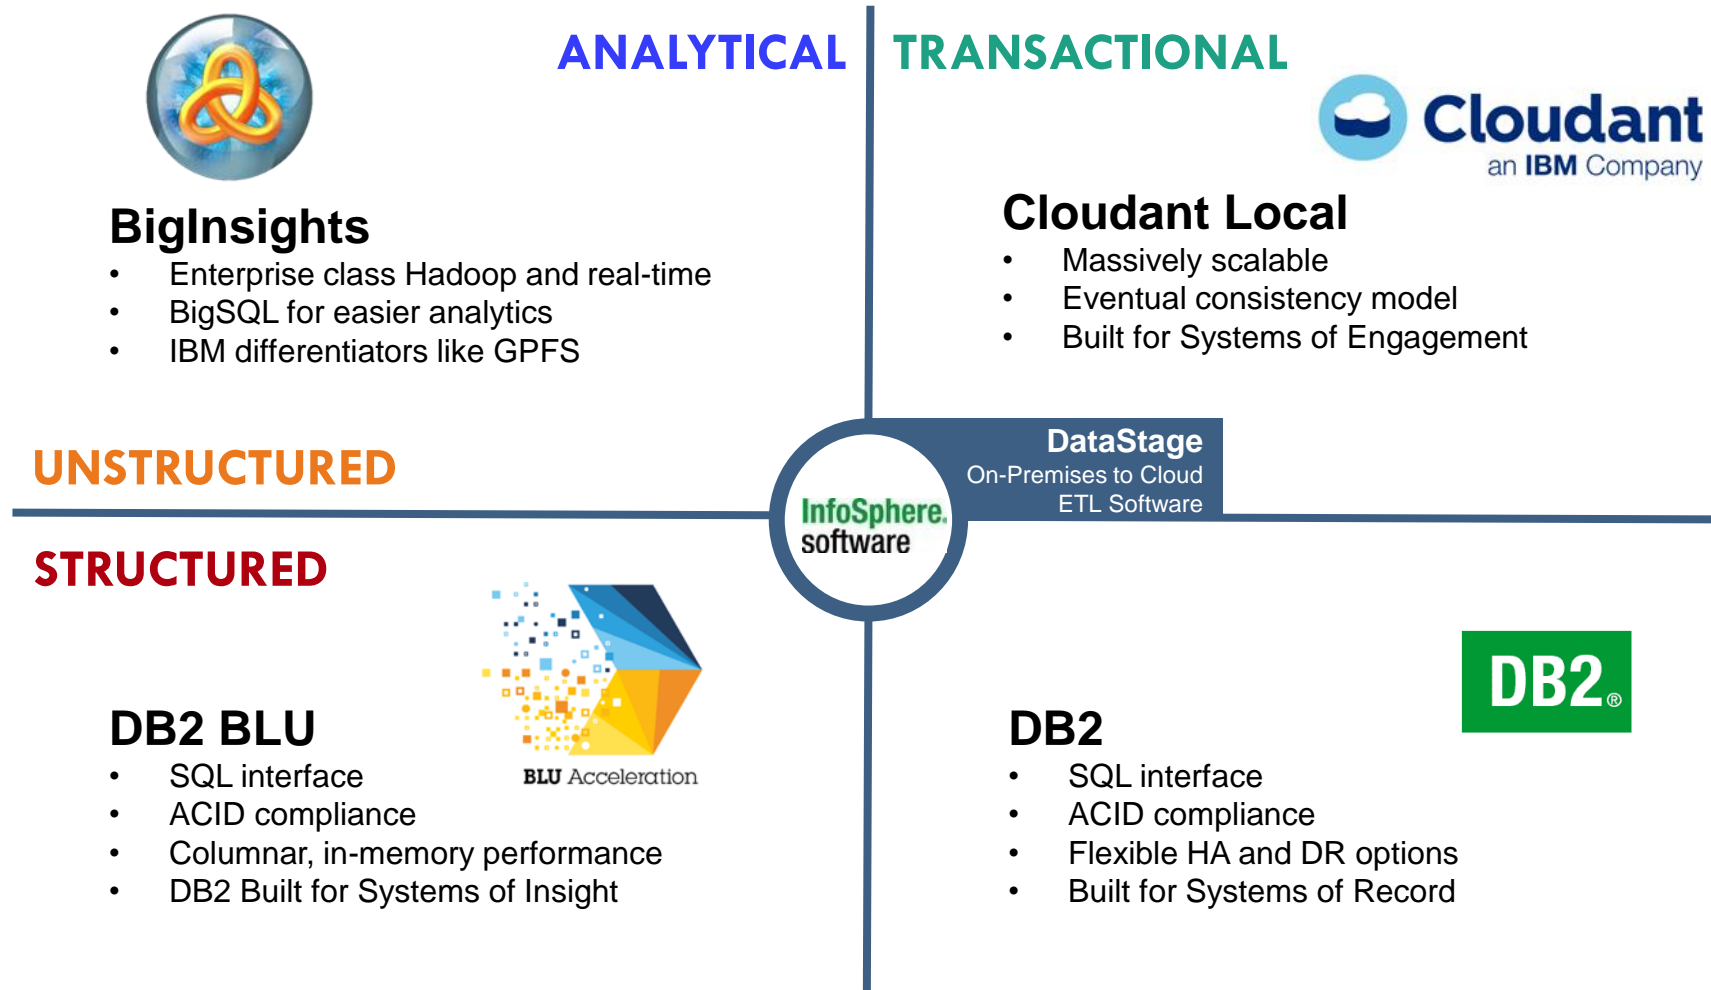 ANALYTICAL
TRANSACTIONAL
Cloudant
an IBM Company
BigInsights
• Enterprise class Hadoop and real-time
• BigSQL for easier analytics
• IBM differentiators like GPFS
Cloudant Local
• Massively scalable
• Eventual consistency model
• Built for Systems of Engagement
UNSTRUCTURED
DataStage
On-Premises to Cloud
ETL Software
InfoSphere.
software
STRUCTURED
BLU Acceleration
DB2 BLU
• SQL interface
• ACID compliance
• Columnar, in-memory performance
• DB2 Built for Systems of Insight
DB2®
DB2
• SQL interface
• ACID compliance
• Flexible HA and DR options
• Built for Systems of Record